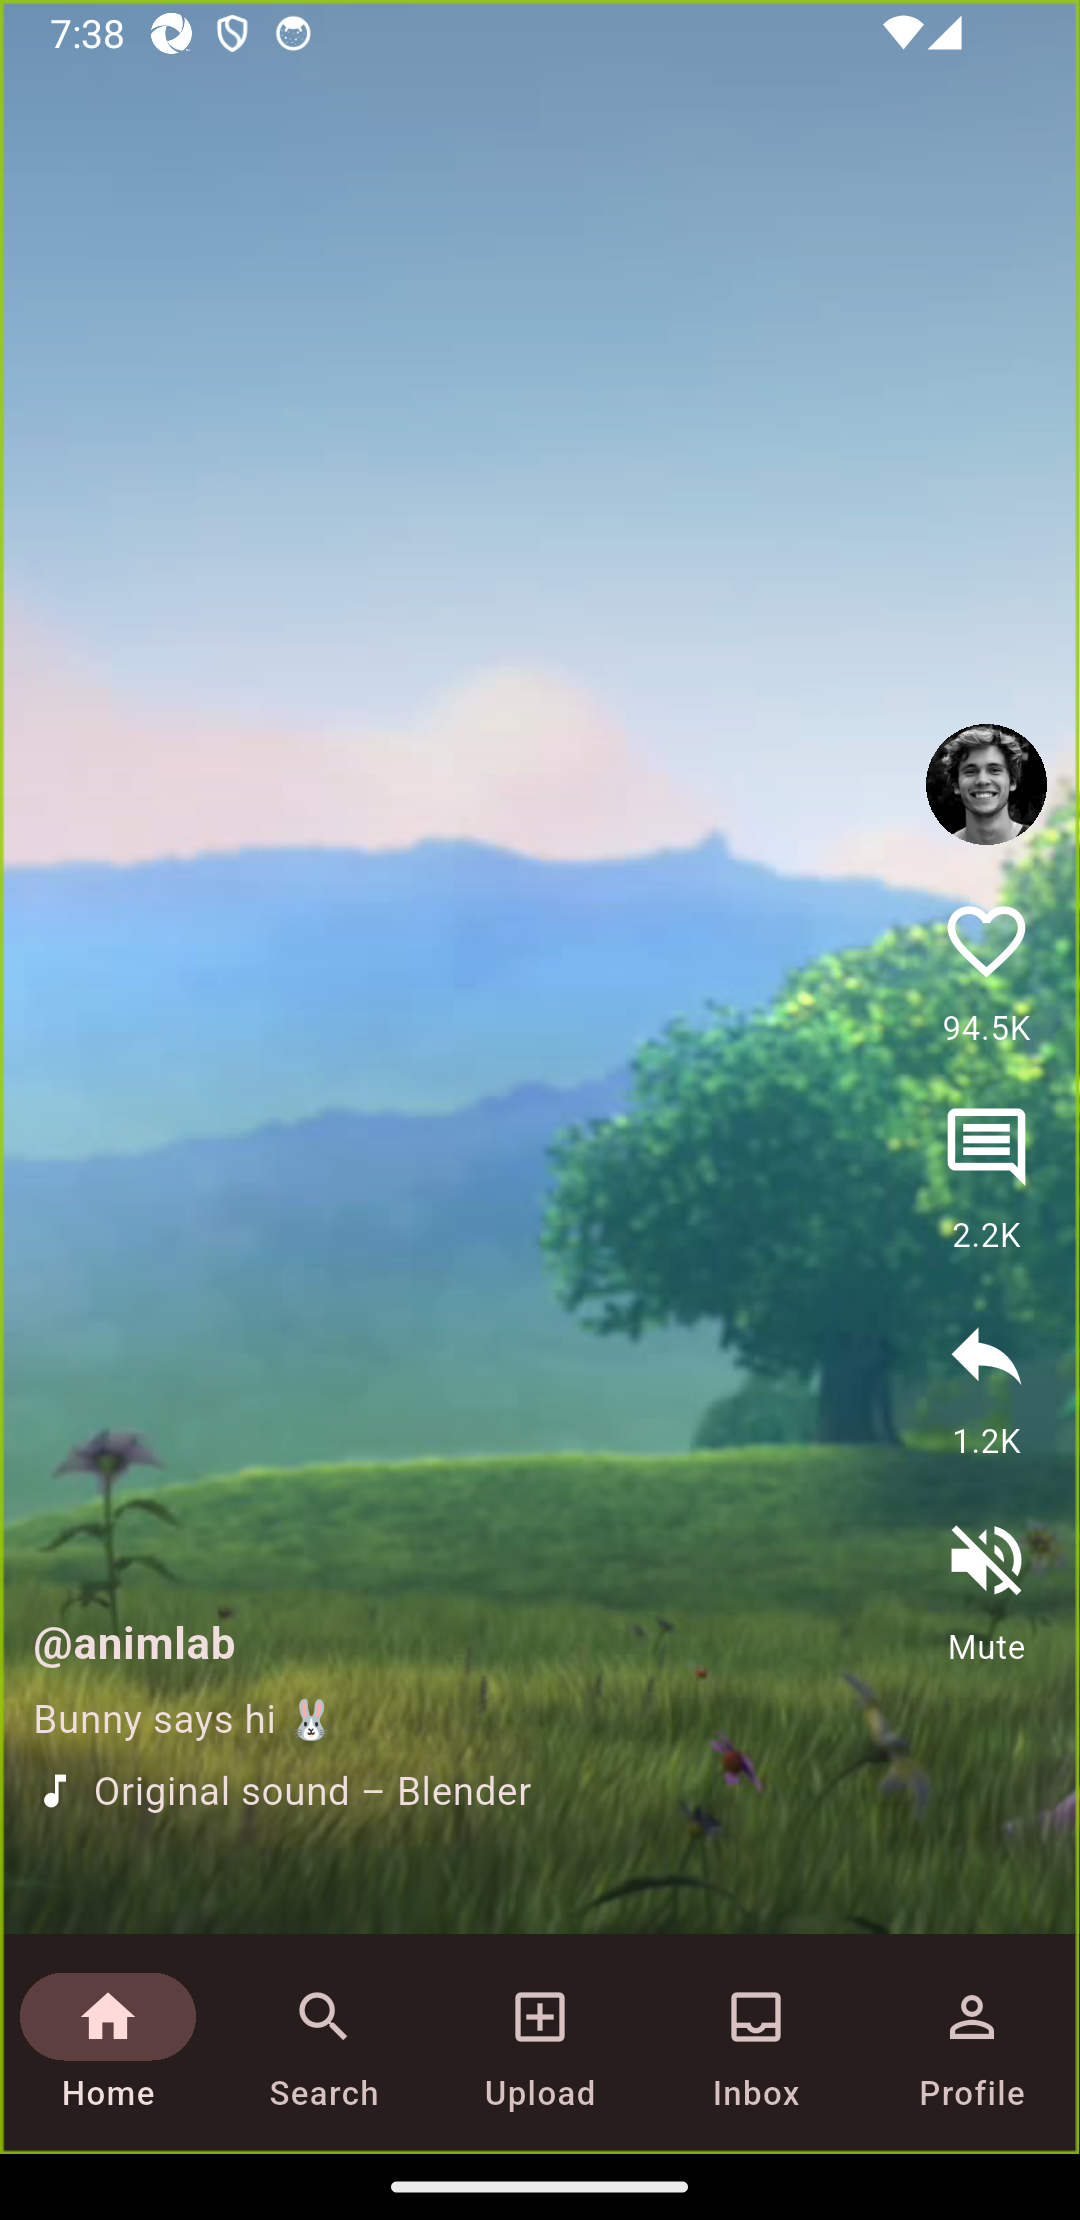 7:38
94.5K
2.2K
1.2K
Mute
@animlab
Bunny says hi 🐰
Original sound – Blender
Home
Search
Upload
Inbox
Profile